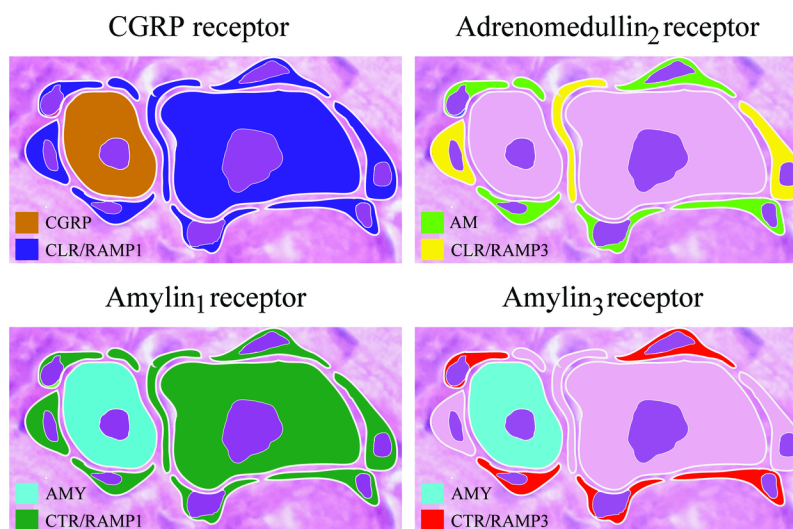 CGRP receptor
CGRP
CLR/RAMP1
Adrenomedullin₂ receptor
AM
CLR/RAMP3
Amylin₁ receptor
AMY
CTR/RAMP1
Amylin₃ receptor
AMY
CTR/RAMP3